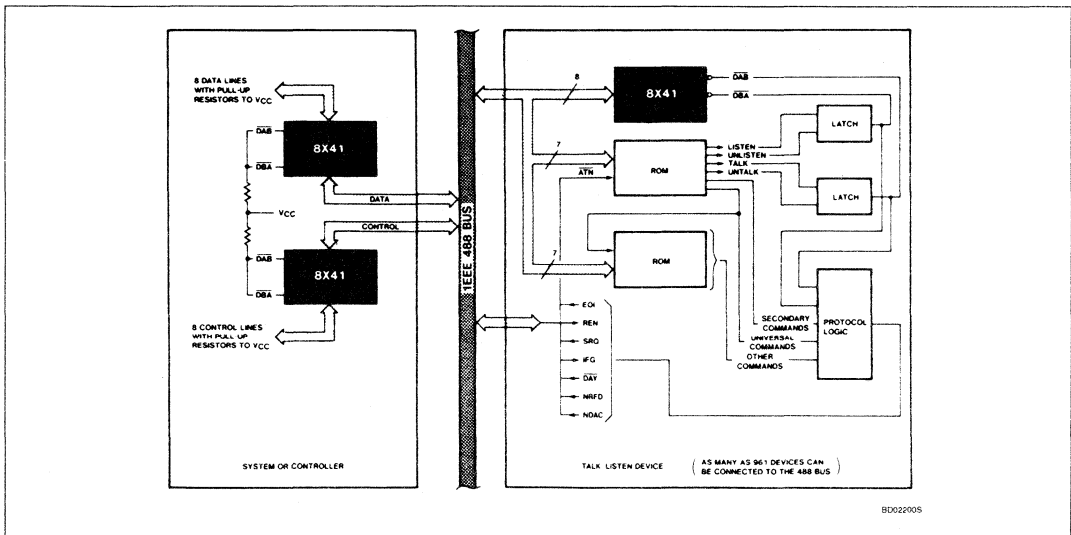 8 DATA LINES
WITH PULL-UP
RESISTORS TO VCC
DAB
8X41
DBA
DATA
VCC
CONTROL
DAB
8X41
DBA
8 CONTROL LINES
WITH PULL UP
RESISTORS TO VCC
SYSTEM OR CONTROLLER
1EEE 488 BUS
8
8X41
DAB
DBA
LATCH
7
ATN
ROM
LISTEN
UNLISTEN
TALK
UNTALK
LATCH
7
ROM
EOI
REN
SRQ
IFG
DAY
NRFD
NDAC
SECONDARY
COMMANDS
UNIVERSAL
COMMANDS
OTHER
COMMANDS
PROTOCOL
LOGIC
TALK LISTEN DEVICE
( AS MANY AS 961 DEVICES CAN
BE CONNECTED TO THE 488 BUS )
BD02200S